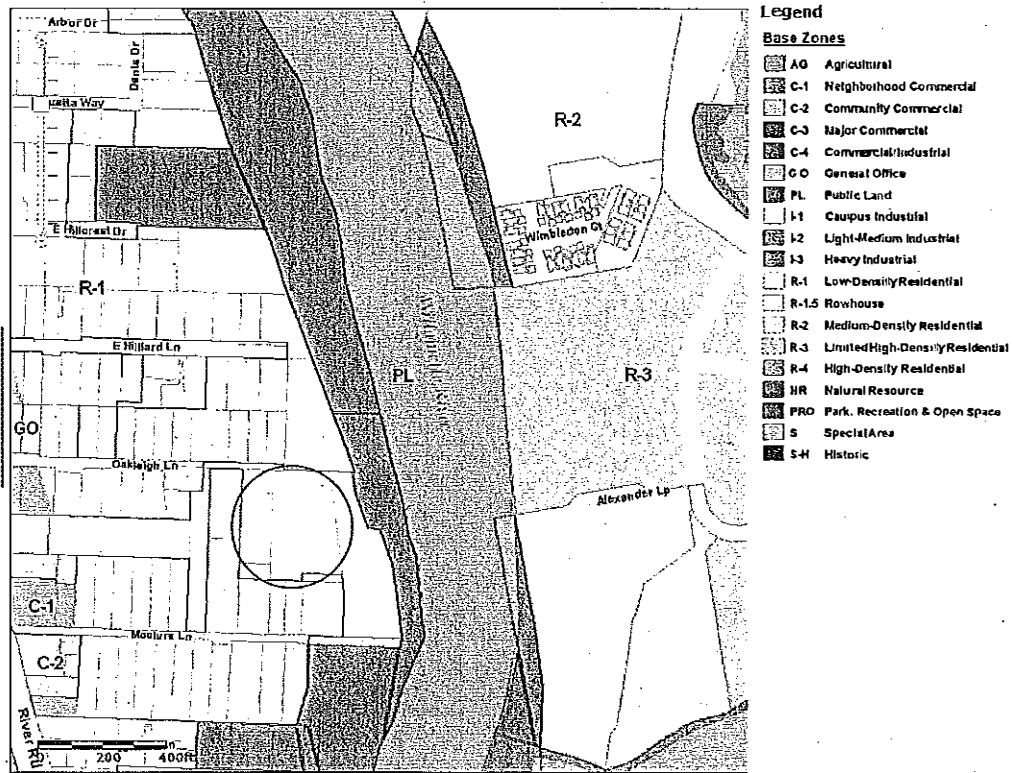 Legend
Base Zones
AG Agricultural
C-1 Neighborhood Commercial
C-2 Community Commercial
C-3 Major Commercial
C-4 Commercial/Industrial
GO General Office
PL Public Land
I-1 Campus Industrial
I-2 Light-Medium Industrial
I-3 Heavy Industrial
R-1 Low-Density Residential
R-1.5 Rowhouse
R-2 Medium-Density Residential
R-3 Limited High-Density Residential
R-4 High-Density Residential
NR Natural Resource
PRO Park, Recreation & Open Space
S Special Area
S-H Historic
Arbor Dr
Danta Dr
Way
R-2
E Hillcrest Dr
Wimbledon Ct
R-1
E Hilliard Ln
PL
R-3
GO
Oakleigh Ln
Alexander Lp
C-1
McClure Ln
C-2
River Rd
0 200 400ft